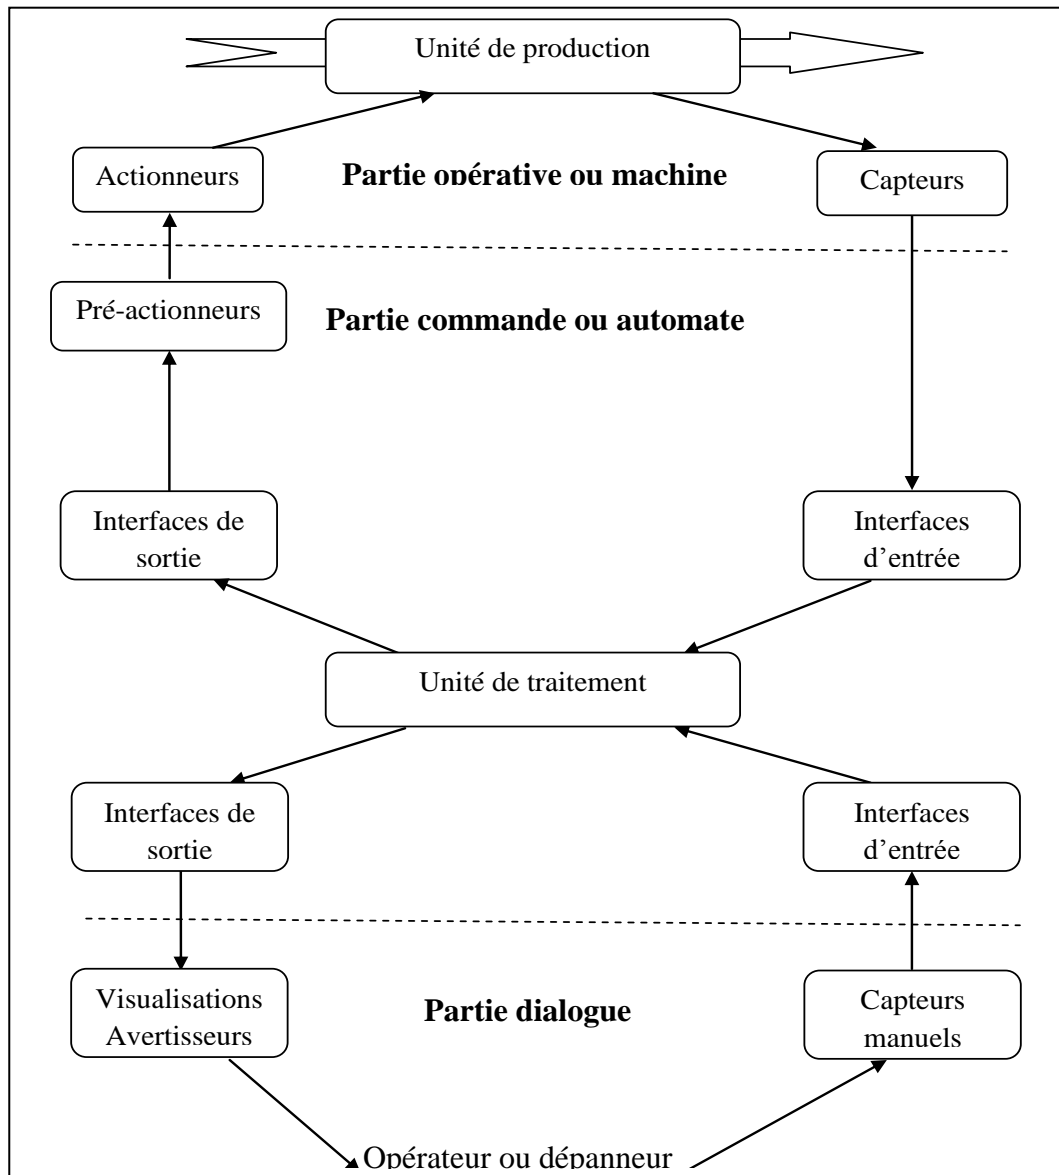 Unité de production
Actionneurs
Partie opérative ou machine
Capteurs
Pré-actionneurs
Partie commande ou automate
Interfaces de
sortie
Interfaces
d’entrée
Unité de traitement
Interfaces de
sortie
Interfaces
d’entrée
Visualisations
Avertisseurs
Partie dialogue
Capteurs
manuels
Opérateur ou dépanneur